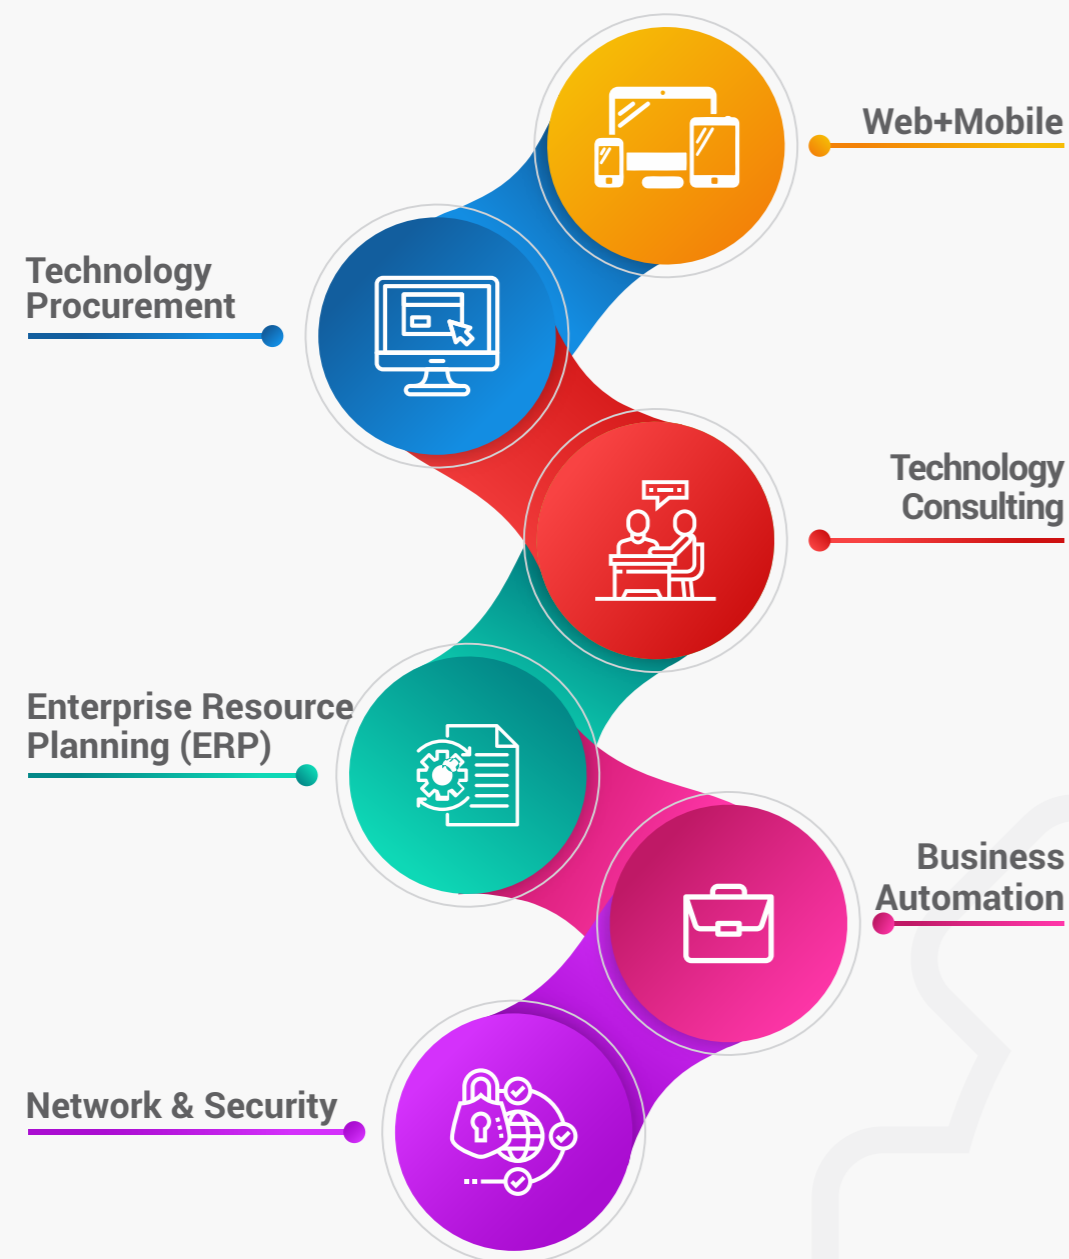 Web+Mobile
Technology
Procurement
Technology
Consulting
Enterprise Resource
Planning (ERP)
Business
Automation
Network & Security